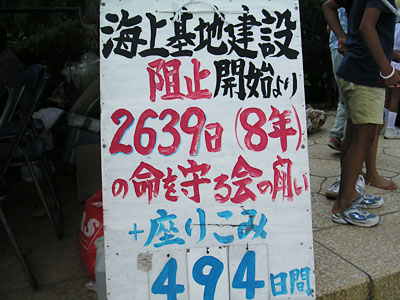 海上基地建設
阻止開始より
2639日(8年)
の命を守る会の闘い
+座りこみ
494日間